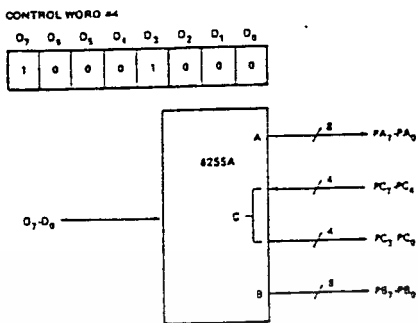 CONTROL WORD #4
D7 D6 D5 D4 D3 D2 D1 D0
1 0 0 0 1 0 0 0
8255A
A
8
PA7-PA0
4
PC7-PC4
C
D7-D0
4
PC3-PC0
B
8
PB7-PB0